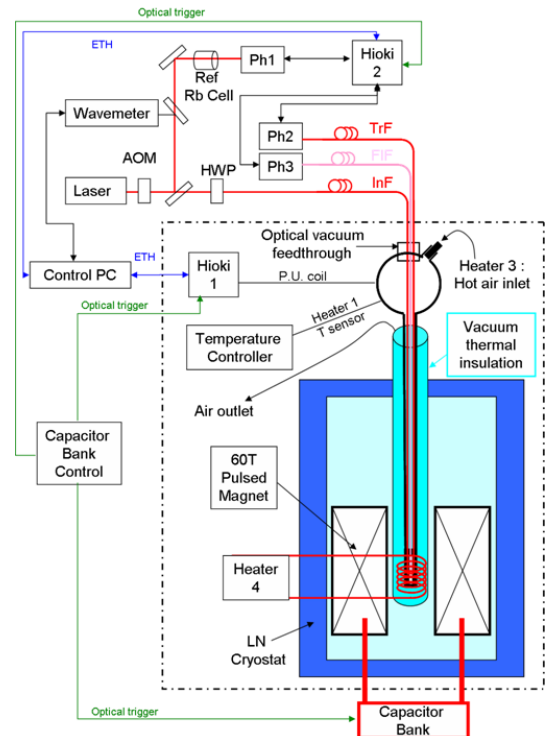 Optical trigger
ETH
Ref
Rb Cell
Ph1
Hioki
2
Wavemeter
Ph2
TrF
AOM
Ph3
FlF
HWP
Laser
InF
Optical vacuum
feedthrough
Control PC
ETH
Hioki
1
P.U. coil
Heater 3 :
Hot air inlet
Optical trigger
Heater 1
T sensor
Temperature
Controller
Vacuum
thermal
insulation
Air outlet
Capacitor
Bank
Control
60T
Pulsed
Magnet
Heater
4
LN
Cryostat
Optical trigger
Capacitor
Bank